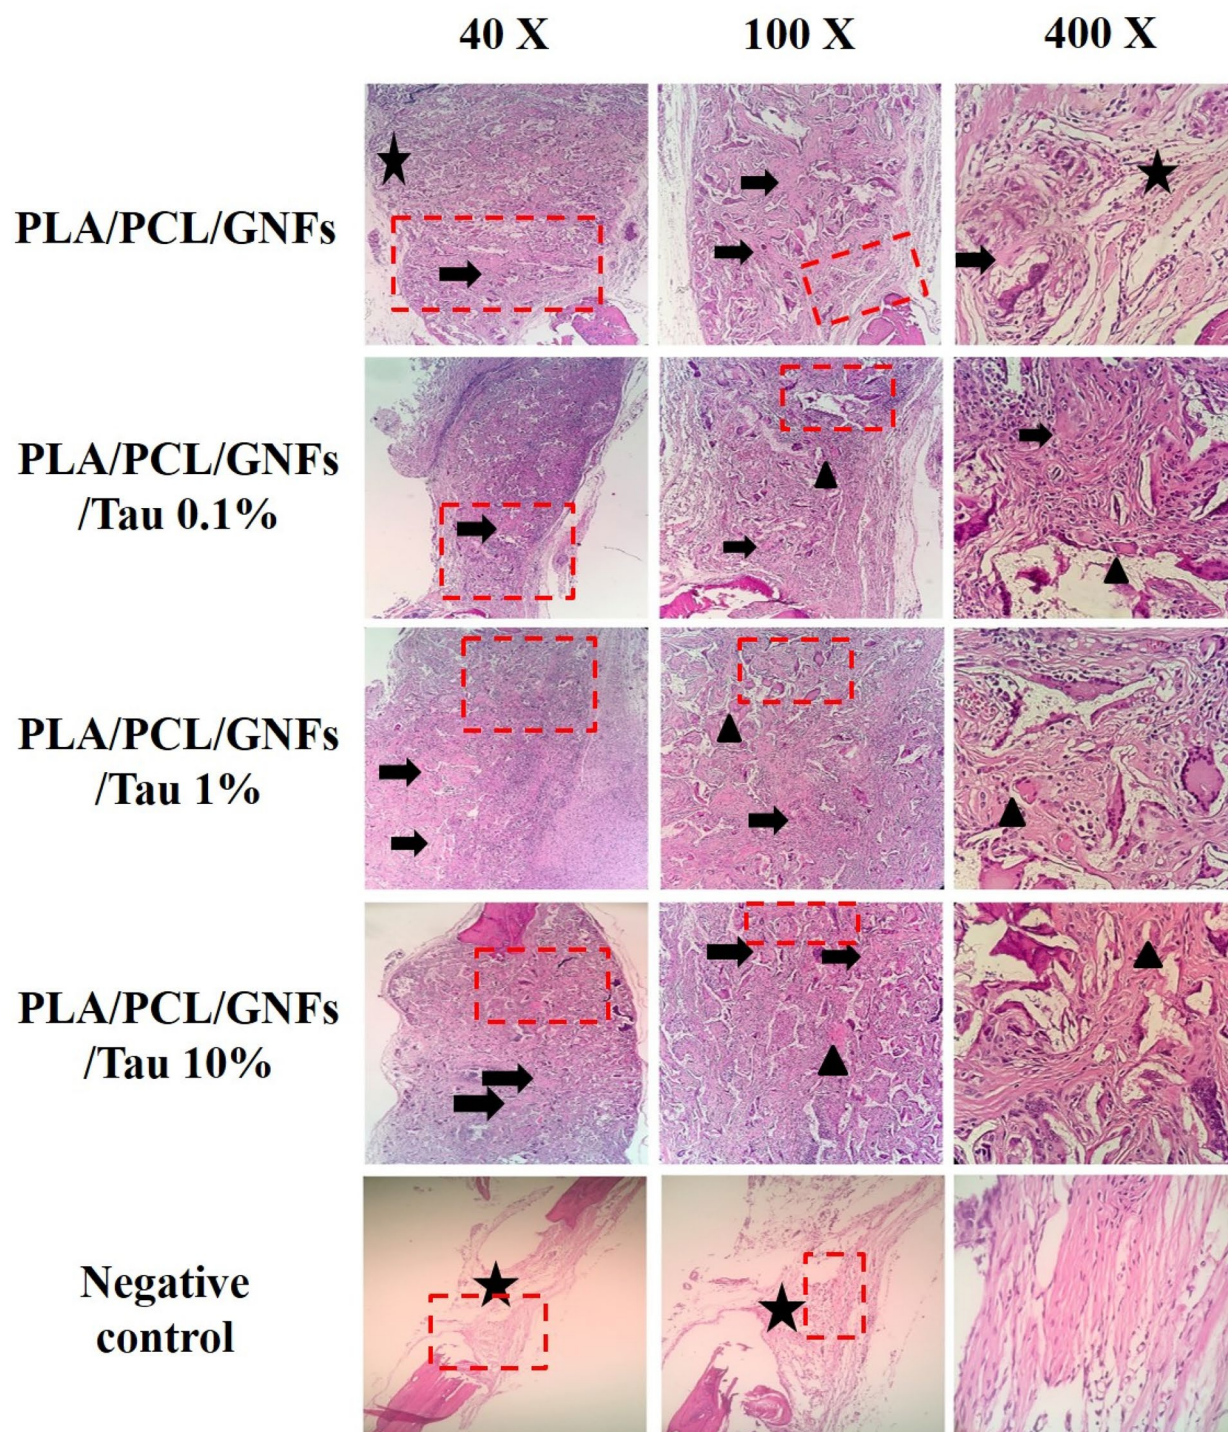 40 X 100 X 400 X
PLA/PCL/GNFs
PLA/PCL/GNFs
/Tau 0.1%
PLA/PCL/GNFs
/Tau 1%
PLA/PCL/GNFs
/Tau 10%
Negative
control